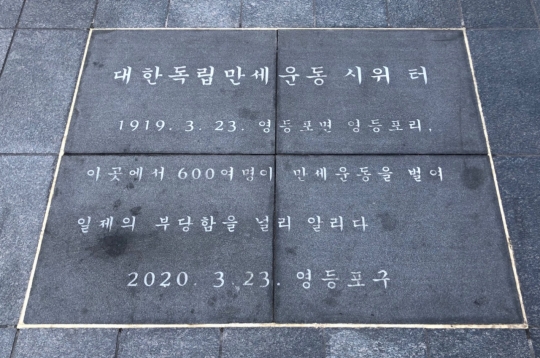 대한독립만세운동 시위 터
1919. 3. 23. 영등포면 영등포리.
이곳에서 600여명이 만세운동을 벌여
일제의 부당함을 널리 알리다
2020. 3.23. 영등포구